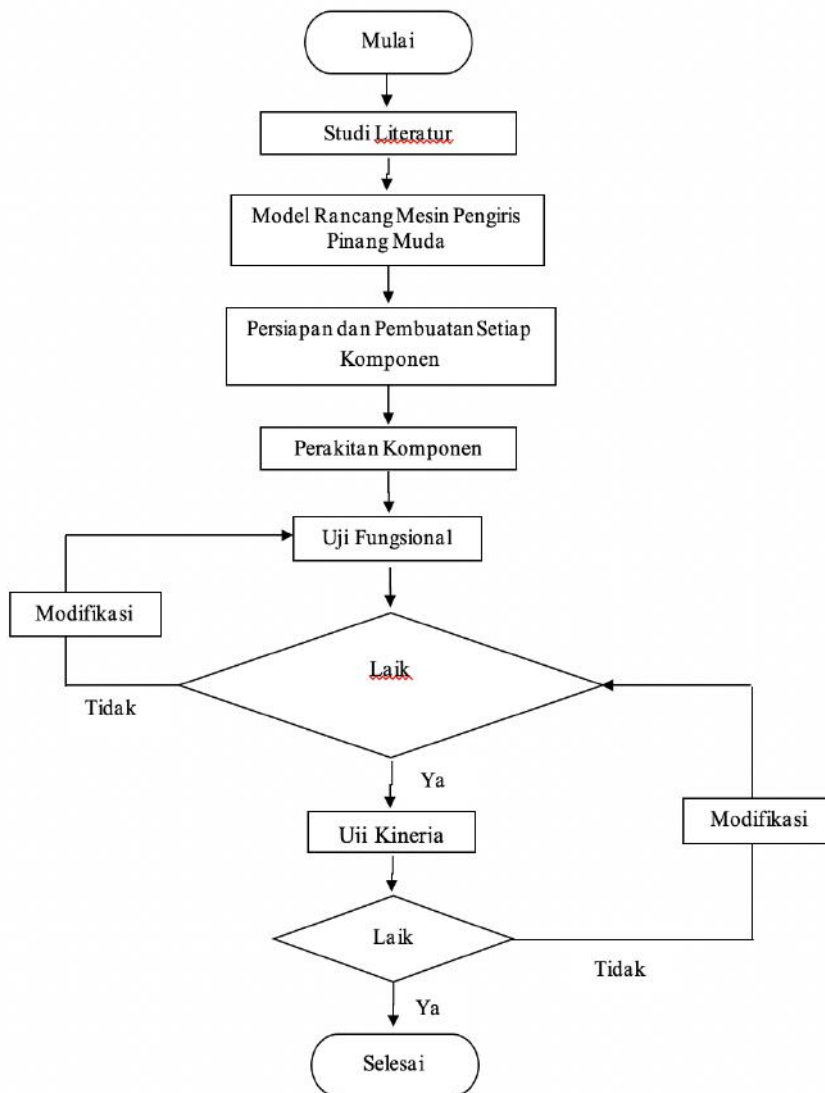 Mulai
Studi Literatur
Model Rancang Mesin Pengiris
Pinang Muda
Persiapan dan Pembuatan Setiap
Komponen
Perakitan Komponen
Uji Fungsional
Modifikasi
Laik
Tidak
Ya
Modifikasi
Uji Kineria
Laik
Tidak
Ya
Selesai